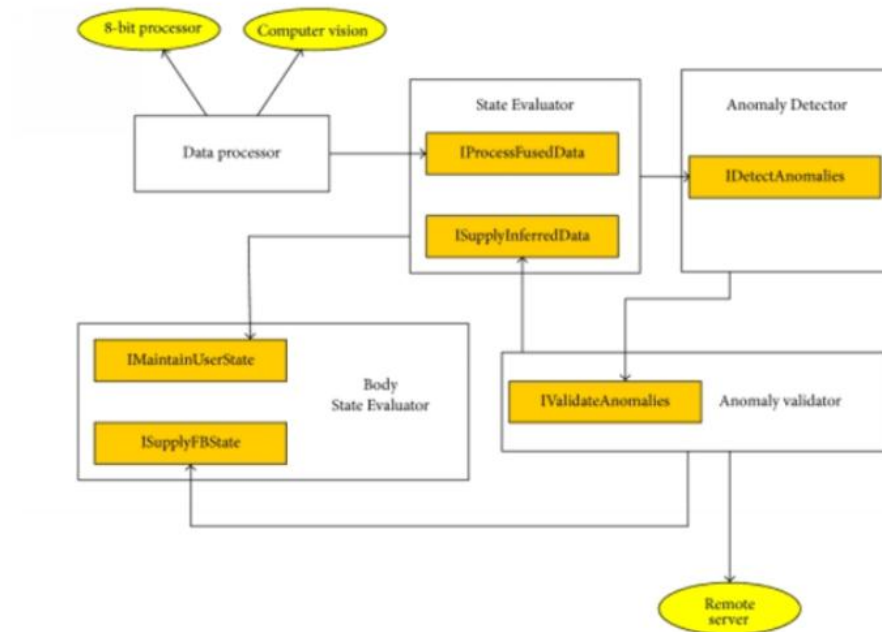 8-bit processor
Computer vision
State Evaluator
Anomaly Detector
Data processor
IProcessFusedData
IDetectAnomalies
ISupplyInferredData
IMaintainUserState
Body
State Evaluator
IValidateAnomalies
Anomaly validator
ISupplyFBState
Remote
server